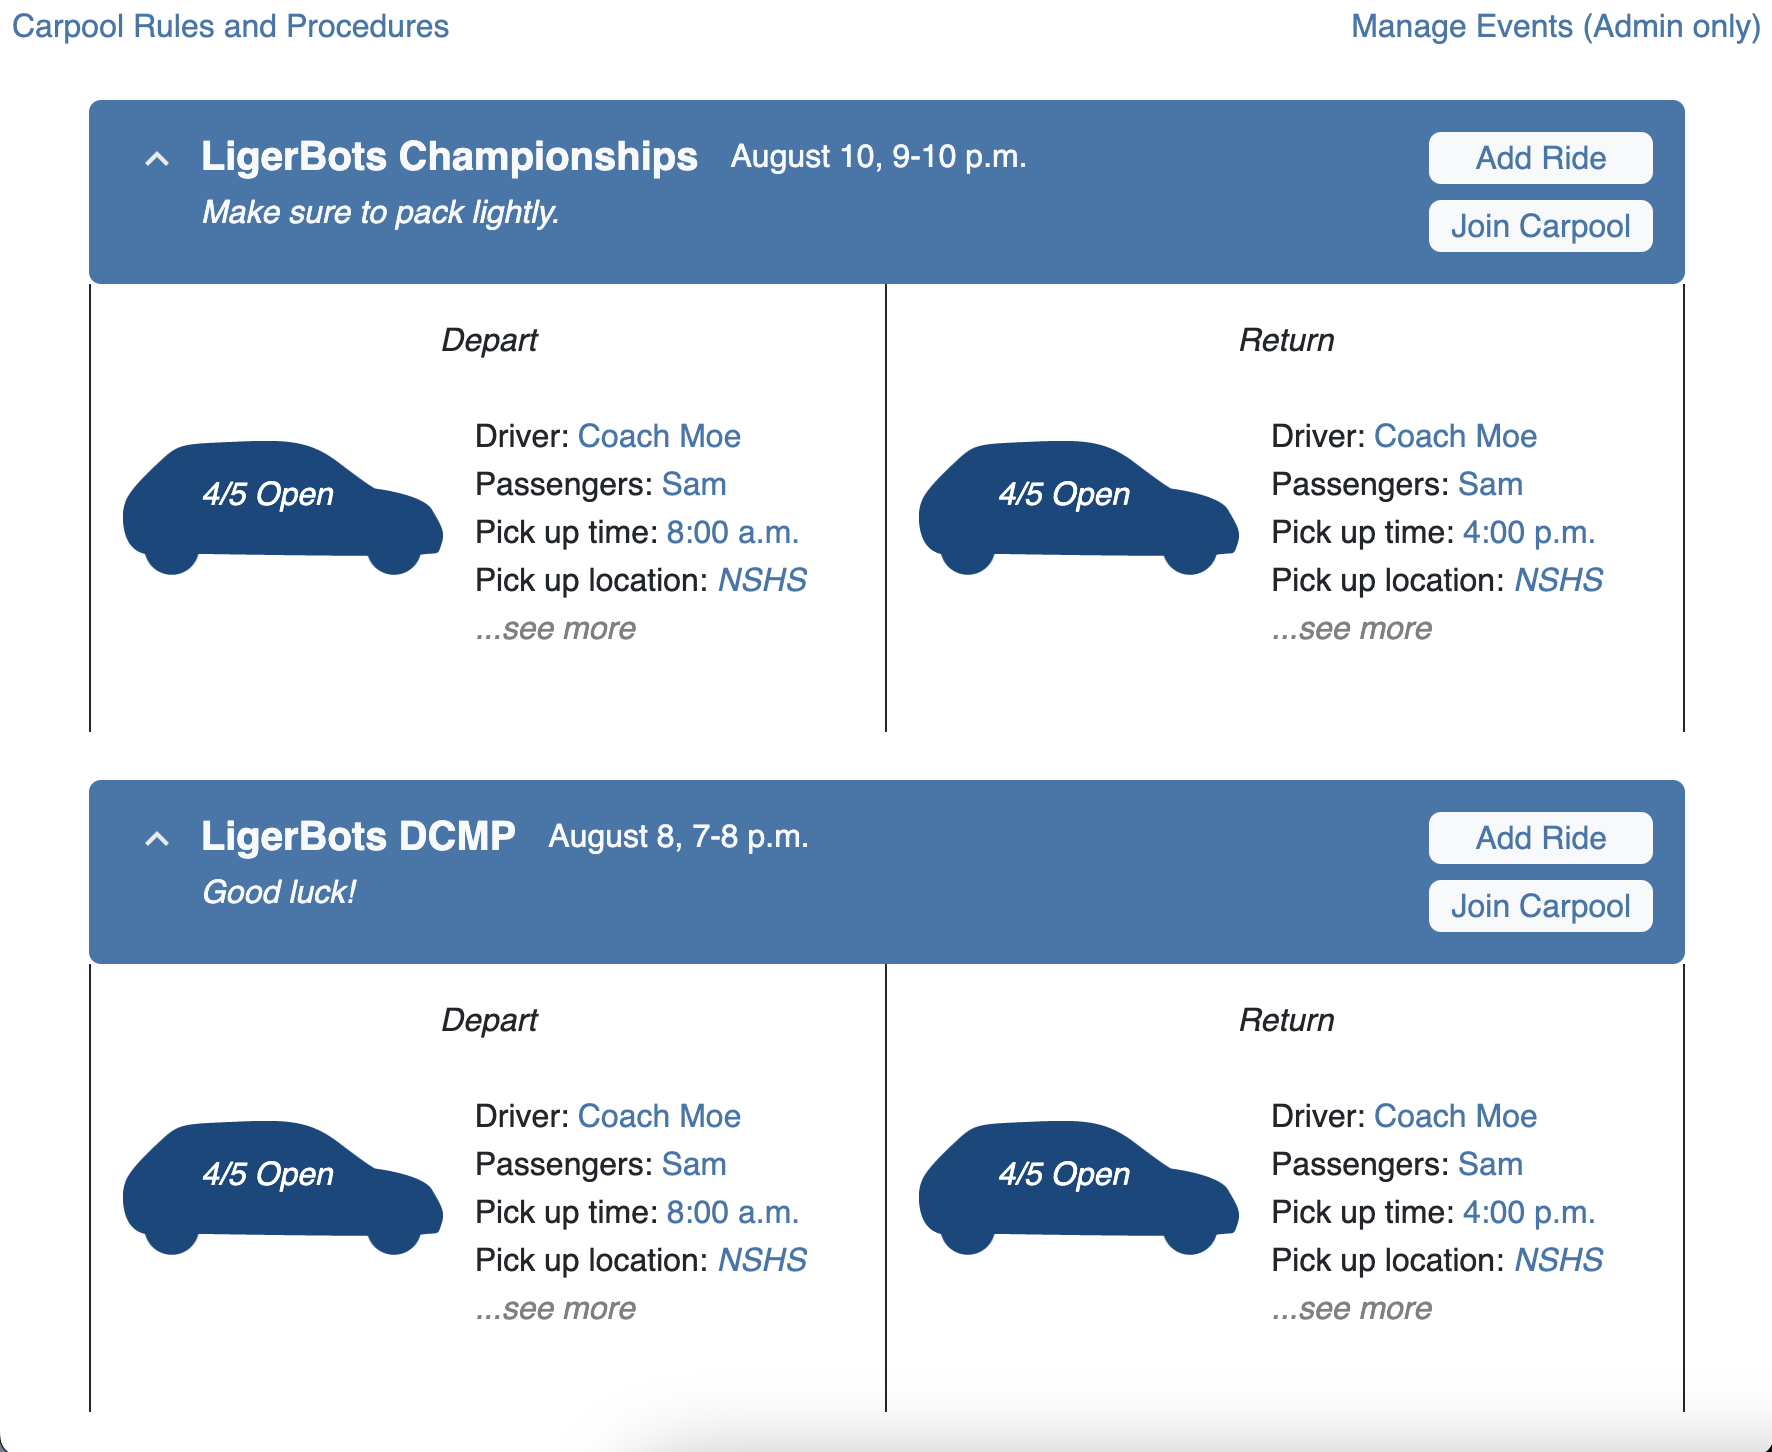 Carpool Rules and Procedures
Manage Events (Admin only)
LigerBots Championships August 10, 9-10 p.m.
Make sure to pack lightly.
Add Ride
Join Carpool
Depart
4/5 Open
Driver: Coach Moe
Passengers: Sam
Pick up time: 8:00 a.m.
Pick up location: NSHS
...see more
Return
4/5 Open
Driver: Coach Moe
Passengers: Sam
Pick up time: 4:00 p.m.
Pick up location: NSHS
...see more
LigerBots DCMP August 8, 7-8 p.m.
Good luck!
Add Ride
Join Carpool
Depart
4/5 Open
Driver: Coach Moe
Passengers: Sam
Pick up time: 8:00 a.m.
Pick up location: NSHS
...see more
Return
4/5 Open
Driver: Coach Moe
Passengers: Sam
Pick up time: 4:00 p.m.
Pick up location: NSHS
...see more